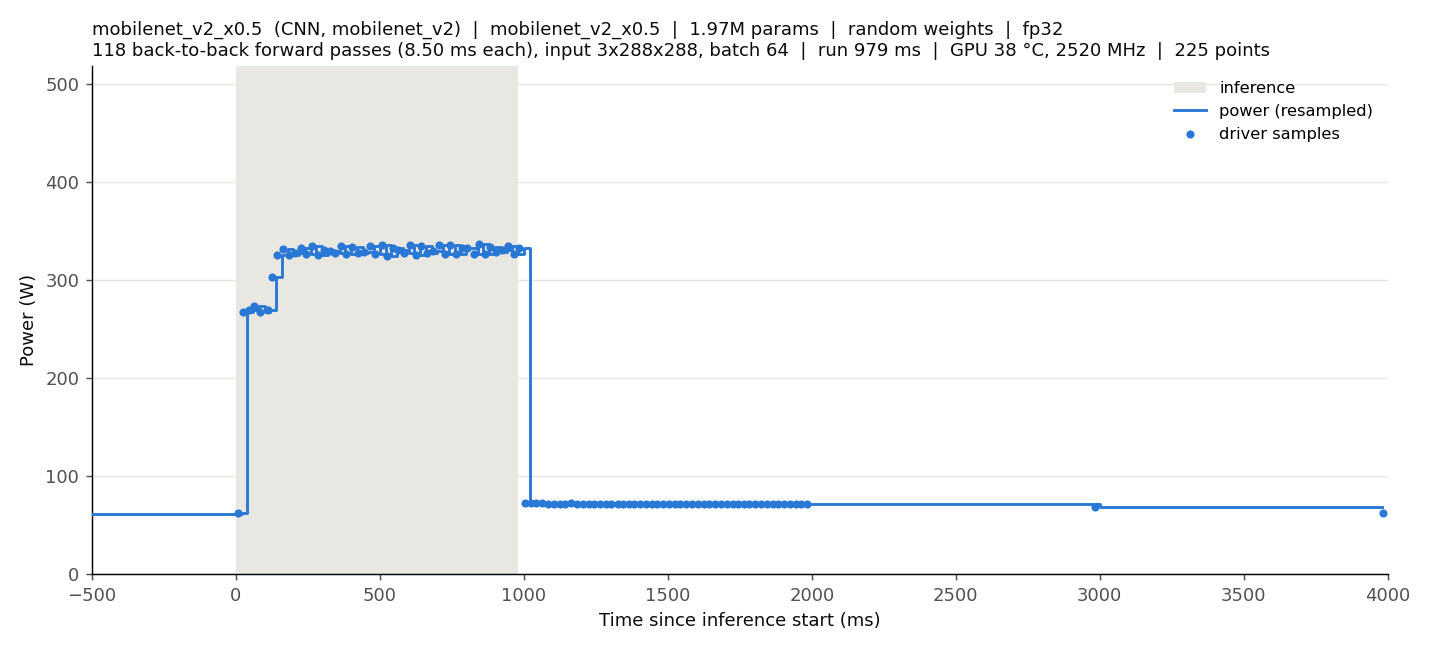 mobilenet_v2_x0.5  (CNN, mobilenet_v2)  |  mobilenet_v2_x0.5  |  1.97M params  |  random weights  |  fp32
118 back-to-back forward passes (8.50 ms each), input 3x288x288, batch 64  |  run 979 ms  |  GPU 38 °C, 2520 MHz  |  225 points
inference
power (resampled)
driver samples
Power (W)
500
400
300
200
100
0
−500
0
500
1000
1500
2000
2500
3000
3500
4000
Time since inference start (ms)